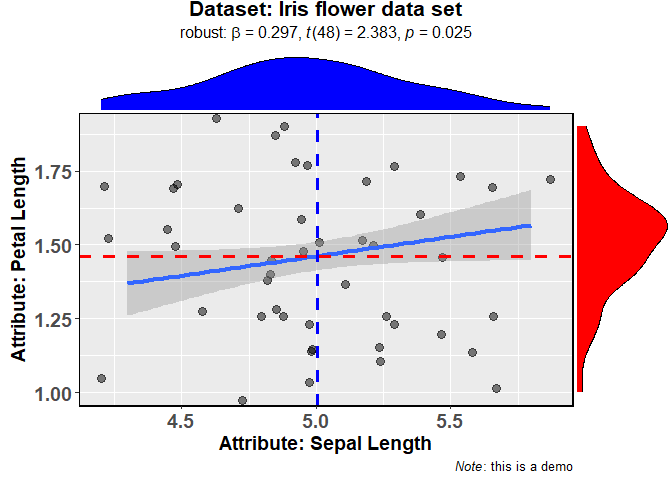 Dataset: Iris flower data set
robust: β = 0.297, t(48) = 2.383, p = 0.025
Attribute: Petal Length
1.75
1.50
1.25
1.00
4.5 5.0 5.5
Attribute: Sepal Length
Note: this is a demo